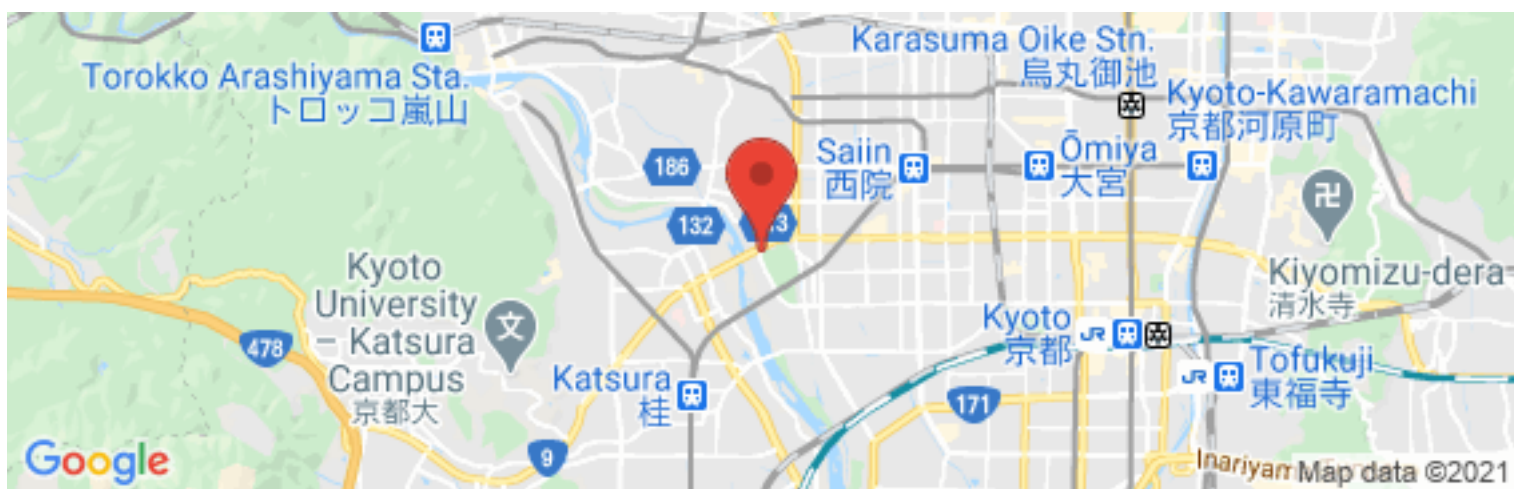 Torokko Arashiyama Sta.
トロッコ嵐山
Karasuma Oike Stn.
烏丸御池
Kyoto-Kawaramachi
京都河原町
186
Saiin
西院
Ōmiya
大宮
132
Kyoto
University
– Katsura
Campus
京都大
Kiyomizu-dera
清水寺
478
Kyoto
京都
JR
Katsura
桂
JR
Tofukuji
東福寺
171
9
Google
Map data ©2021